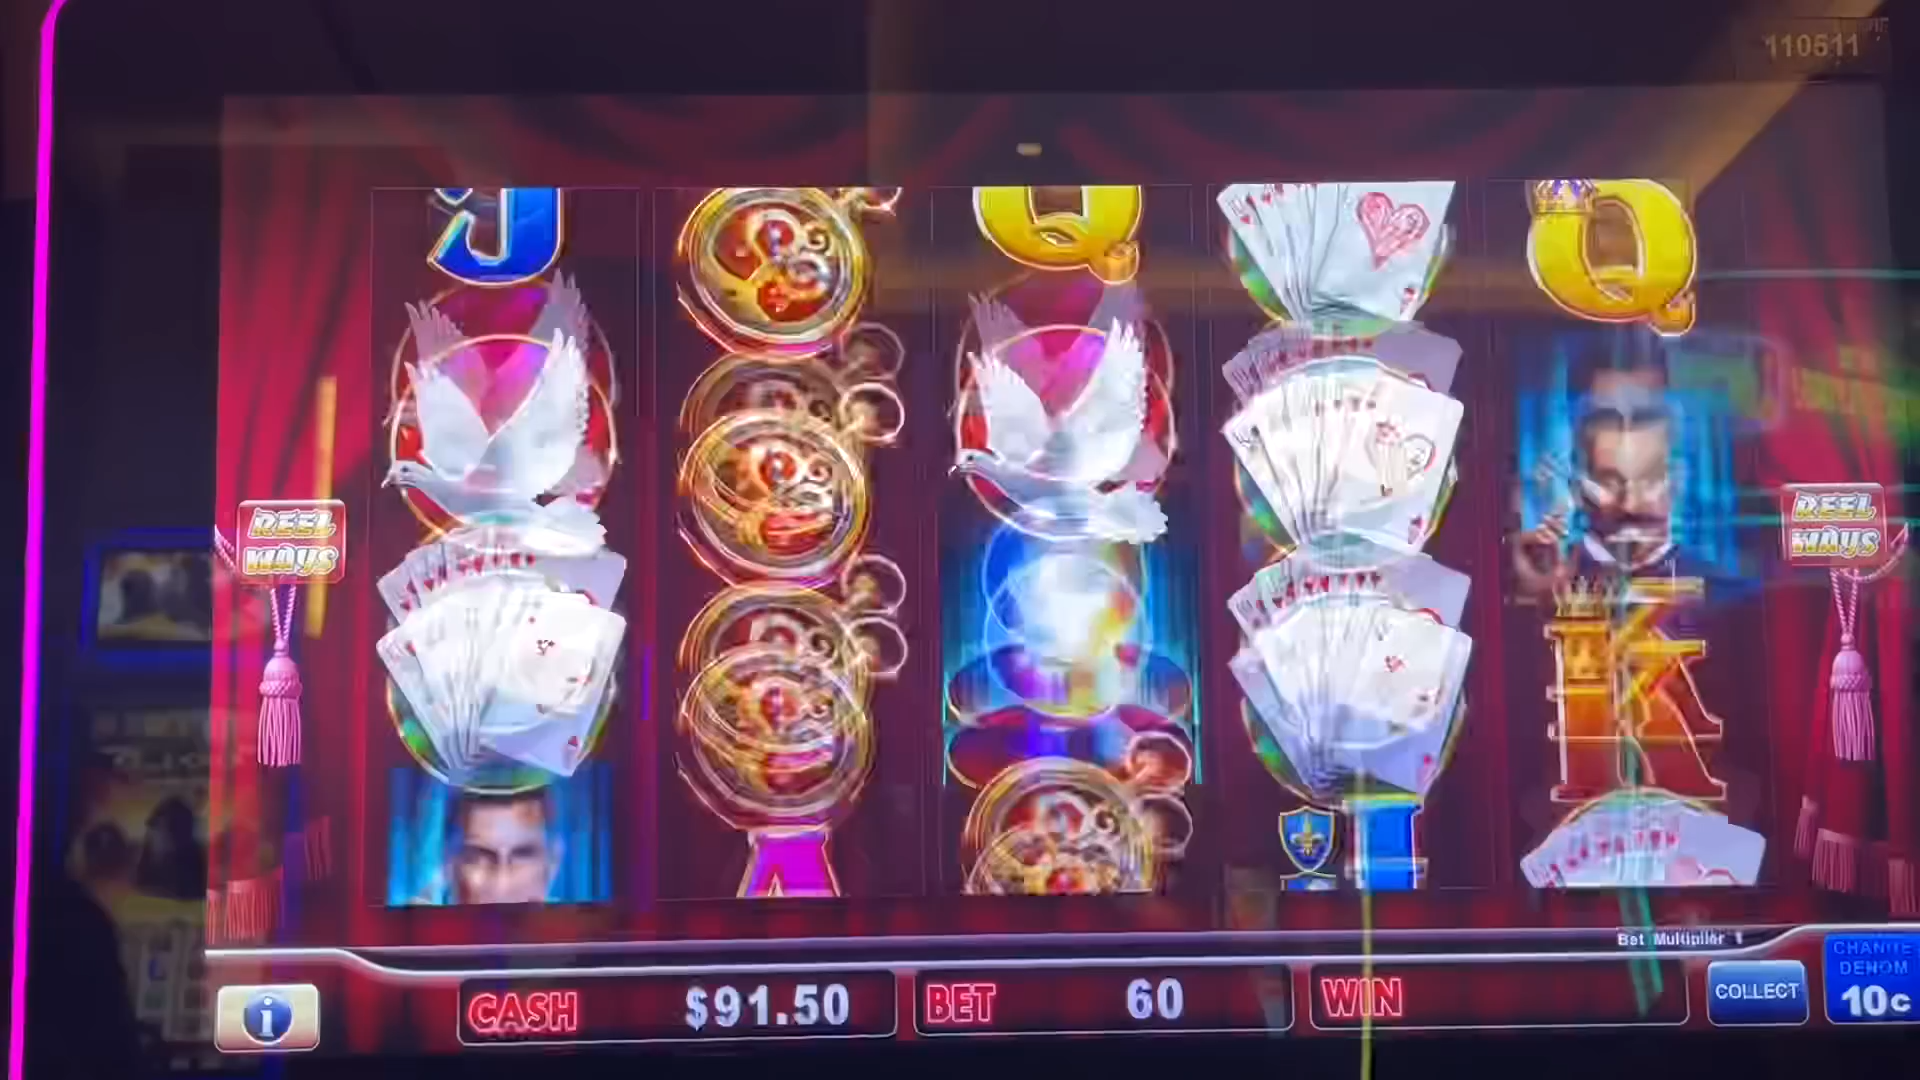 110511
J
Q
Q
REEL
WAYS
REEL
WAYS
K
A
Bet Multiplier 1
CASH $91.50
BET 60
WIN
COLLECT
CHANGE
DENOM
10c